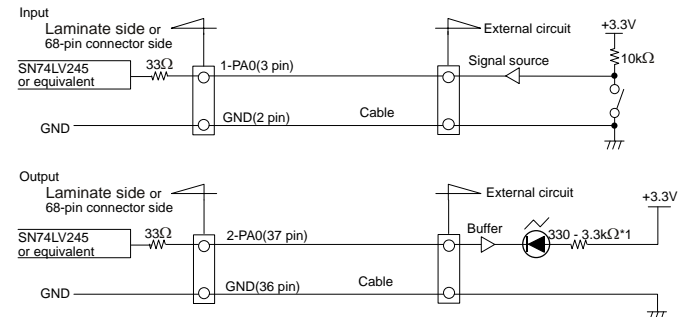 Input
Laminate side or
68-pin connector side
External circuit
+3.3V
SN74LV245
or equivalent
33Ω
1-PA0(3 pin)
Signal source
10kΩ
GND
GND(2 pin)
Cable
Output
Laminate side or
68-pin connector side
External circuit
+3.3V
SN74LV245
or equivalent
33Ω
2-PA0(37 pin)
Buffer
330 - 3.3kΩ*1
GND
GND(36 pin)
Cable